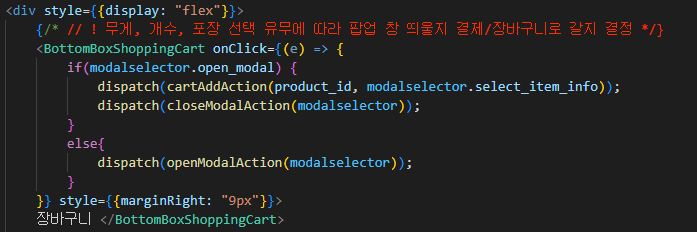 <div style={{display: "flex"}}>
{/* // ! 무게, 개수, 포장 선택 유무에 따라 팝업 창 띄울지 결제/장바구니로 갈지 결정 */}
<BottomBoxShoppingCart onClick={(e) => {
if(modalselector.open_modal) {
dispatch(cartAddAction(product_id, modalselector.select_item_info));
dispatch(closeModalAction(modalselector));
}
else{
dispatch(openModalAction(modalselector));
}
}} style={{marginRight: "9px"}}>
장바구니 </BottomBoxShoppingCart>